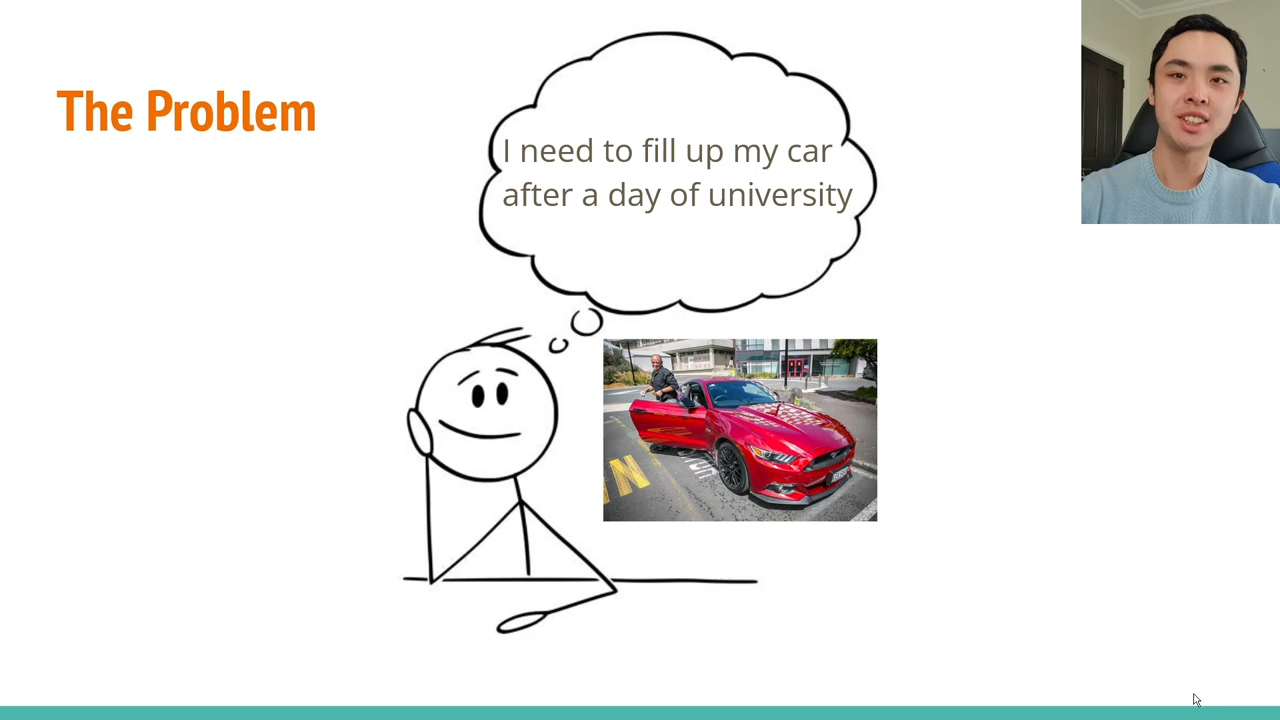 The Problem
I need to fill up my car
after a day of university